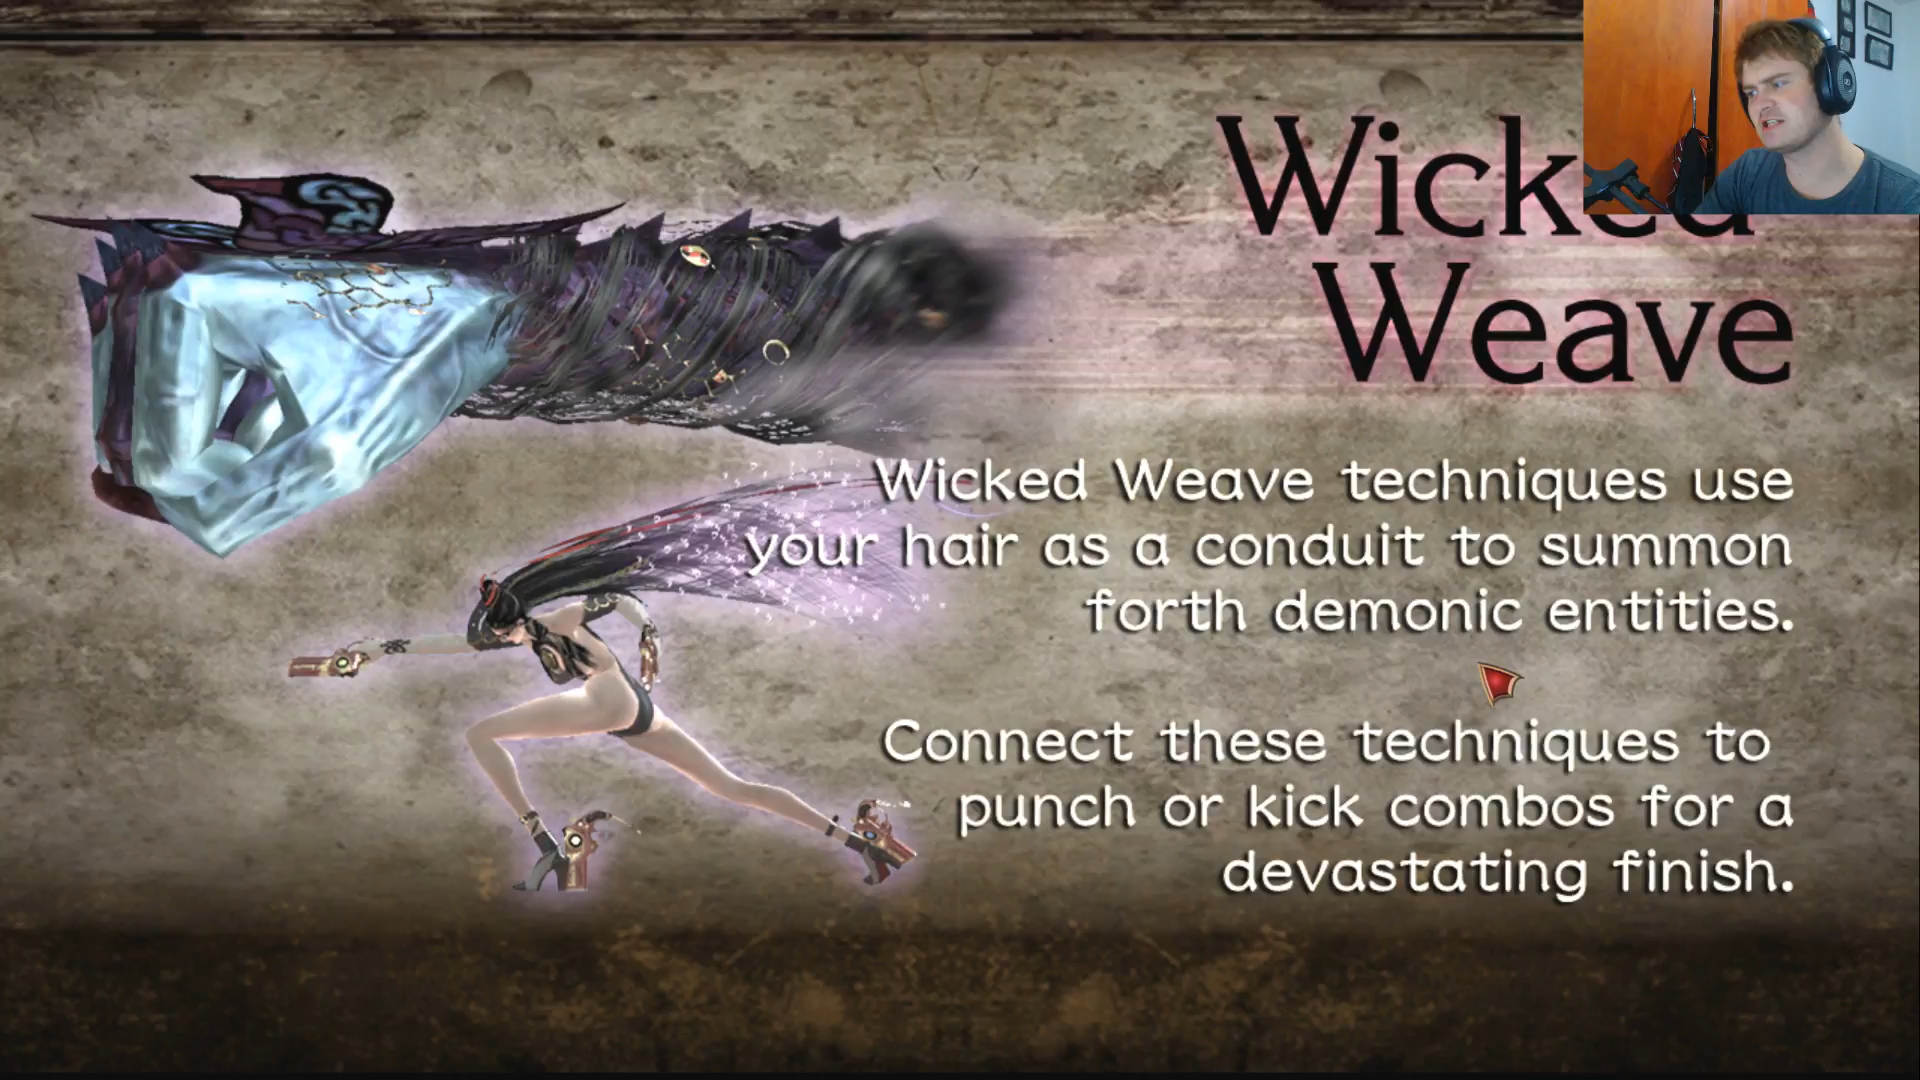 Wicked
Weave
Wicked Weave techniques use
your hair as a conduit to summon
forth demonic entities.
Connect these techniques to
punch or kick combos for a
devastating finish.